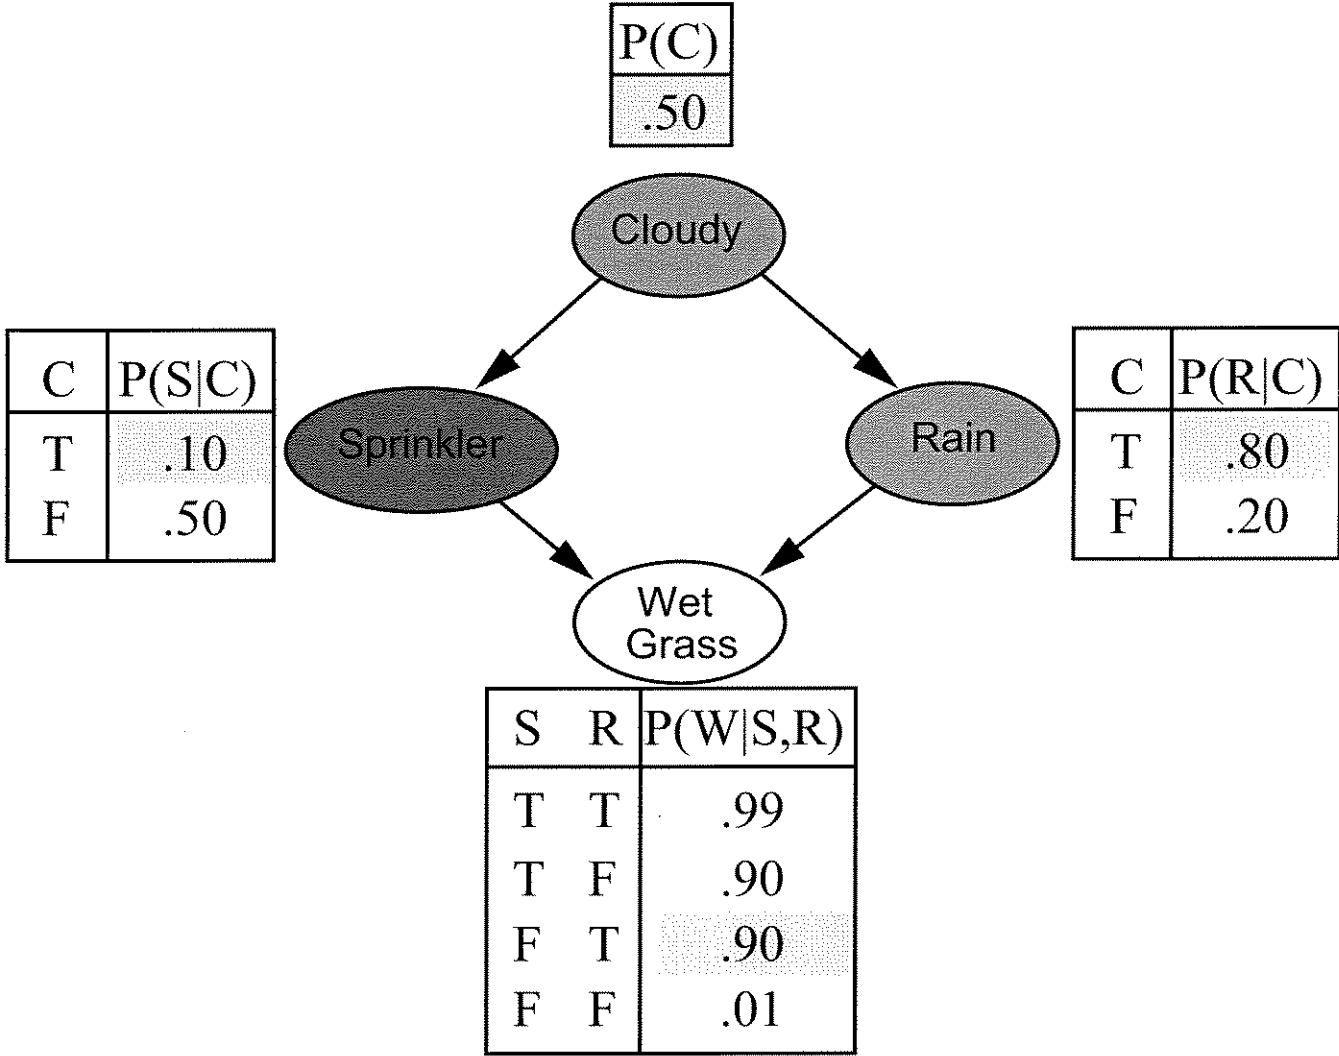 P(C)
.50
Cloudy
C P(S|C)
T .10
F .50
Sprinkler
Rain
C P(R|C)
T .80
F .20
Wet
Grass
S R P(W|S,R)
T T .99
T F .90
F T .90
F F .01